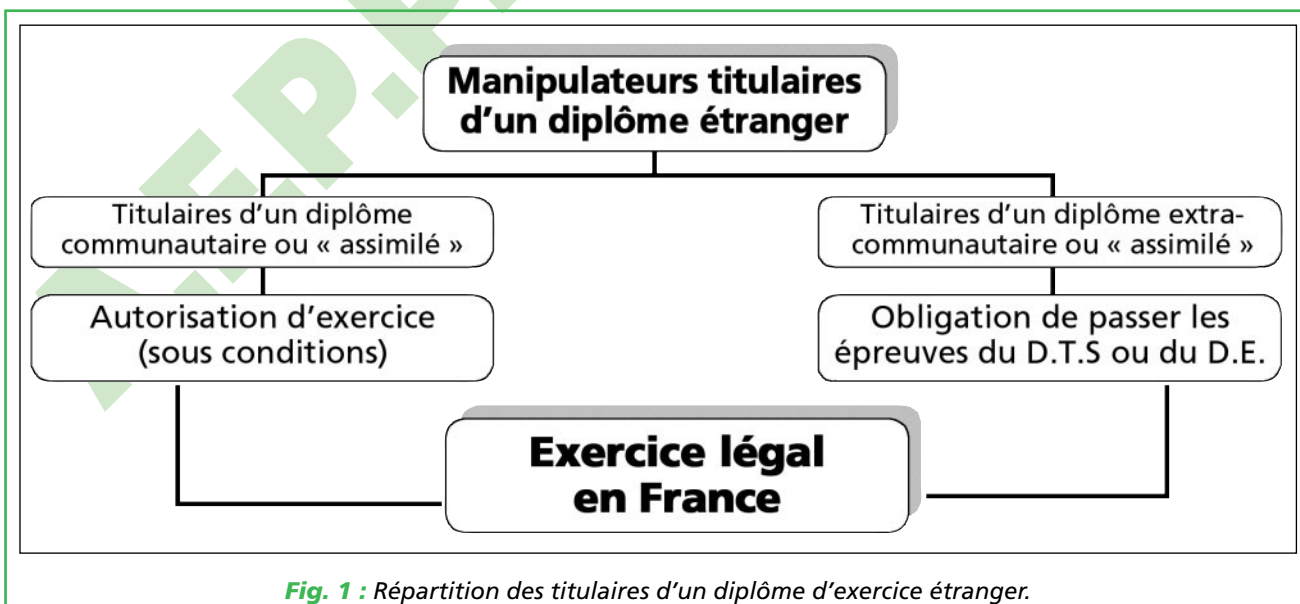 Manipulateurs titulaires
d'un diplôme étranger
Titulaires d'un diplôme
communautaire ou « assimilé »
Titulaires d'un diplôme extra-
communautaire ou « assimilé »
Autorisation d'exercice
(sous conditions)
Obligation de passer les
épreuves du D.T.S ou du D.E.
Exercice légal
en France
Fig. 1 : Répartition des titulaires d'un diplôme d'exercice étranger.